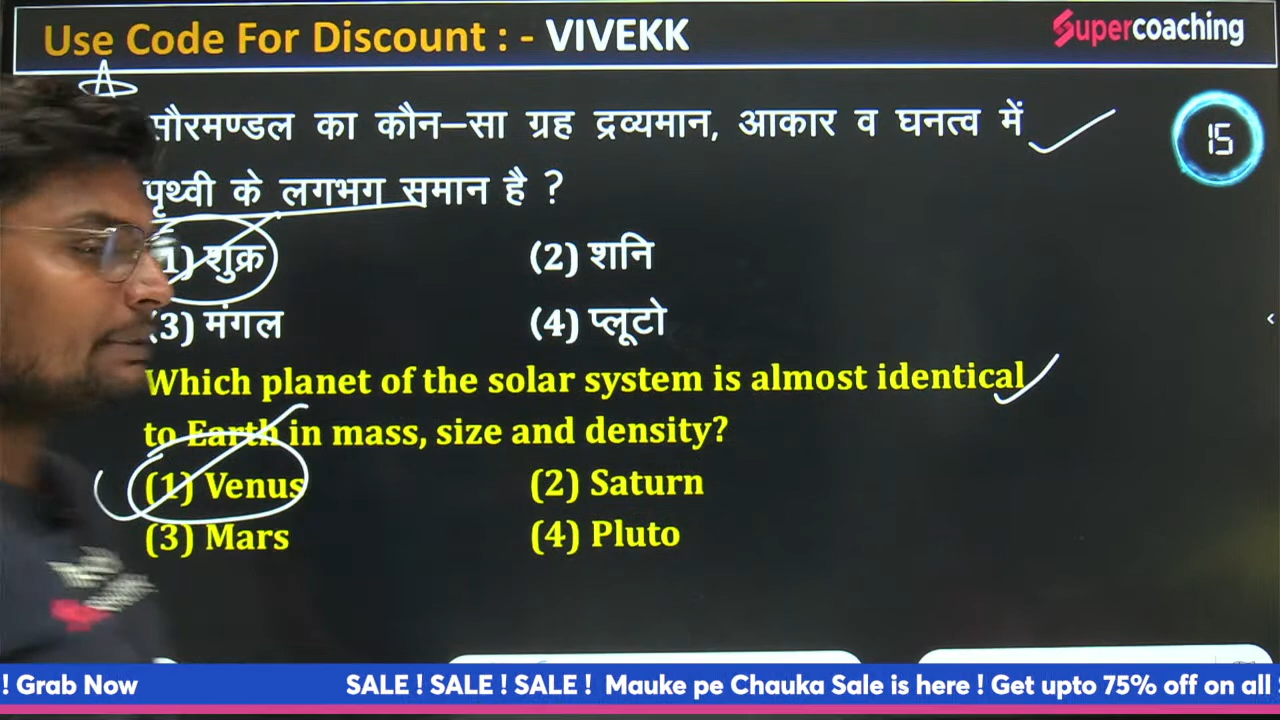 Use Code For Discount : - VIVEKK
Supercoaching
सौरमण्डल का कौन–सा ग्रह द्रव्यमान, आकार व घनत्व में
15
पृथ्वी के लगभग समान है ?
1) शुक्र
(2) शनि
(3) मंगल
(4) प्लूटो
Which planet of the solar system is almost identical
to Earth in mass, size and density?
(1) Venus
(2) Saturn
(3) Mars
(4) Pluto
! Grab Now
SALE ! SALE ! SALE ! Mauke pe Chauka Sale is here ! Get upto 75% off on all